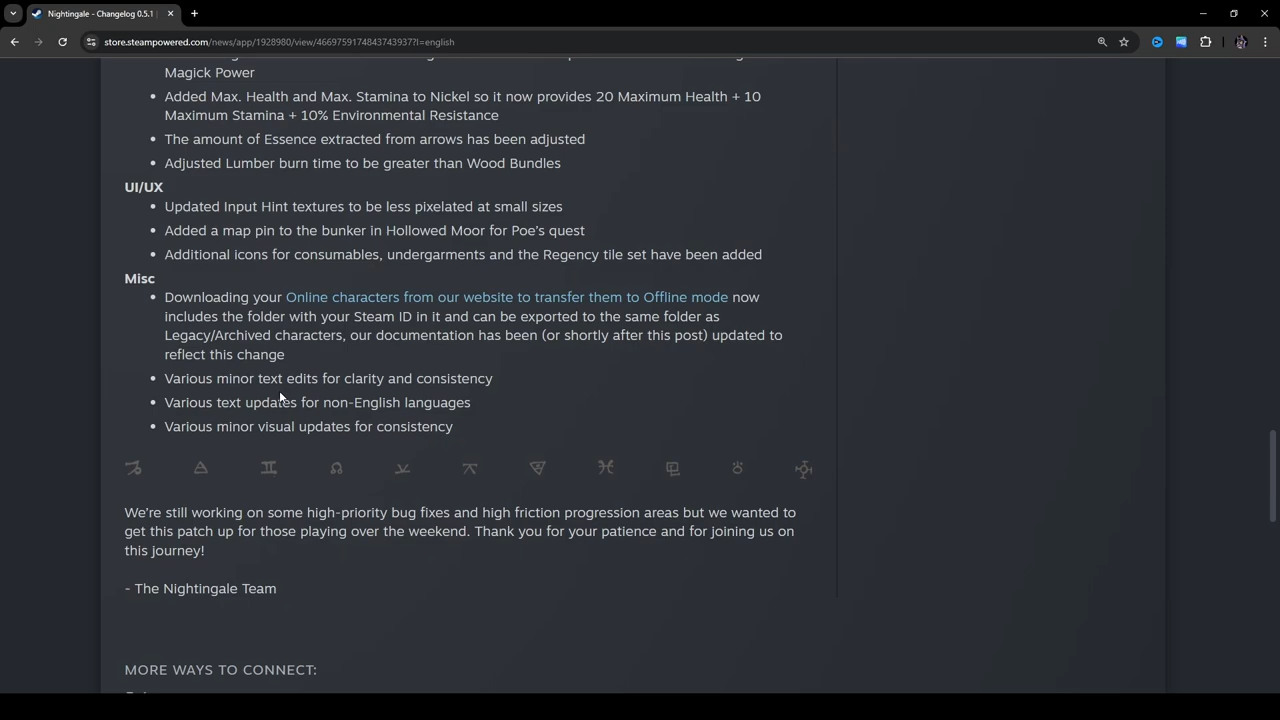 Nightingale - Changelog 0.5.1
store.steampowered.com/news/app/1928980/view/4669759174843743937?l=english
Magick Power
• Added Max. Health and Max. Stamina to Nickel so it now provides 20 Maximum Health + 10
Maximum Stamina + 10% Environmental Resistance
• The amount of Essence extracted from arrows has been adjusted
• Adjusted Lumber burn time to be greater than Wood Bundles
UI/UX
• Updated Input Hint textures to be less pixelated at small sizes
• Added a map pin to the bunker in Hollowed Moor for Poe's quest
• Additional icons for consumables, undergarments and the Regency tile set have been added
Misc
• Downloading your Online characters from our website to transfer them to Offline mode now
includes the folder with your Steam ID in it and can be exported to the same folder as
Legacy/Archived characters, our documentation has been (or shortly after this post) updated to
reflect this change
• Various minor text edits for clarity and consistency
• Various text updates for non-English languages
• Various minor visual updates for consistency
We're still working on some high-priority bug fixes and high friction progression areas but we wanted to
get this patch up for those playing over the weekend. Thank you for your patience and for joining us on
this journey!
- The Nightingale Team
MORE WAYS TO CONNECT: